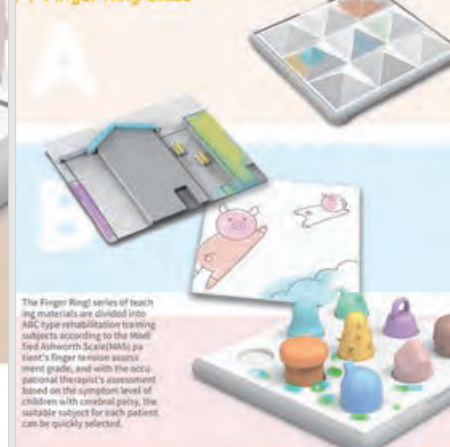 Finger Ring
A
B
The Finger Ring! series of teach
ing materials are divided into
ABC type rehabilitation training
subjects according to the Modi
fied Ashworth Scale(MAS) pa
tient's finger tension assess
ment grade, and with the occu
pational therapist's assessment
based on the symptom level of
children with cerebral palsy, the
suitable subject for each patient
can be quickly selected.